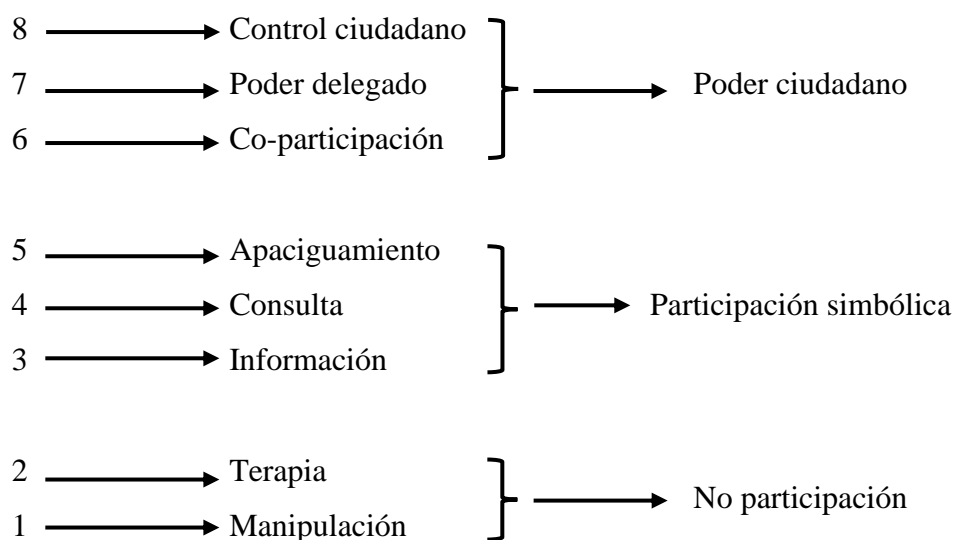 8 Control ciudadano
7 Poder delegado Poder ciudadano
6 Co-participación
5 Apaciguamiento
4 Consulta Participación simbólica
3 Información
2 Terapia
No participación
1 Manipulación